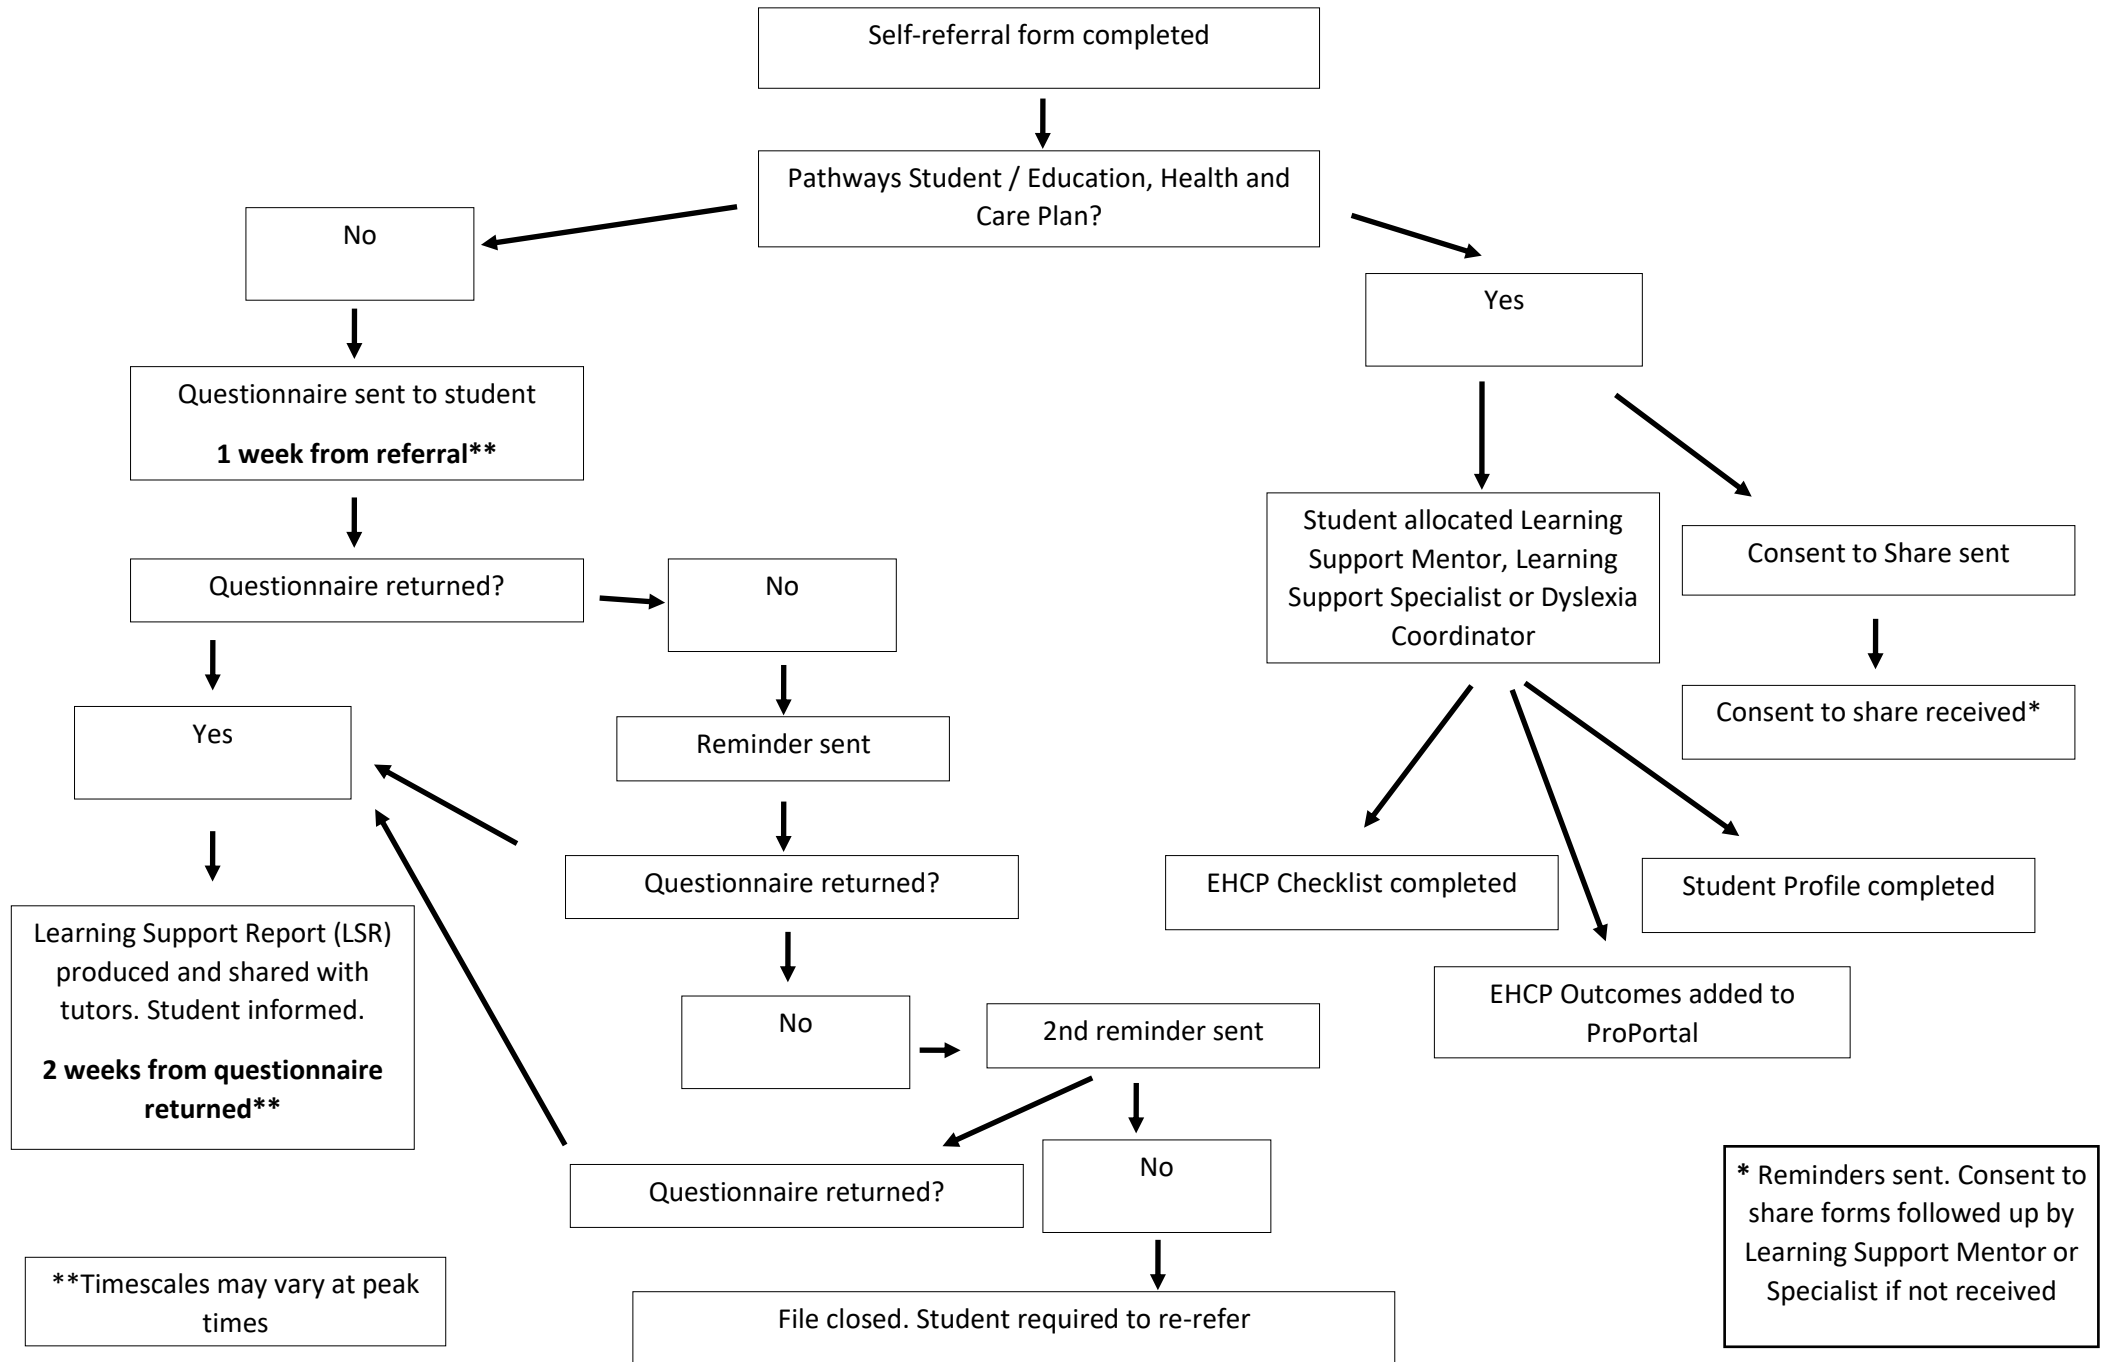 Self-referral form completed
Pathways Student / Education, Health and
Care Plan?
No
Yes
Questionnaire sent to student
1 week from referral**
Questionnaire returned?
No
Student allocated Learning
Support Mentor, Learning
Support Specialist or Dyslexia
Coordinator
Consent to Share sent
Consent to share received*
Yes
Reminder sent
Questionnaire returned?
EHCP Checklist completed
Student Profile completed
Learning Support Report (LSR)
produced and shared with
tutors. Student informed.
2 weeks from questionnaire
returned**
EHCP Outcomes added to
ProPortal
No
2nd reminder sent
Questionnaire returned?
No
* Reminders sent. Consent to
share forms followed up by
Learning Support Mentor or
Specialist if not received
**Timescales may vary at peak
times
File closed. Student required to re-refer